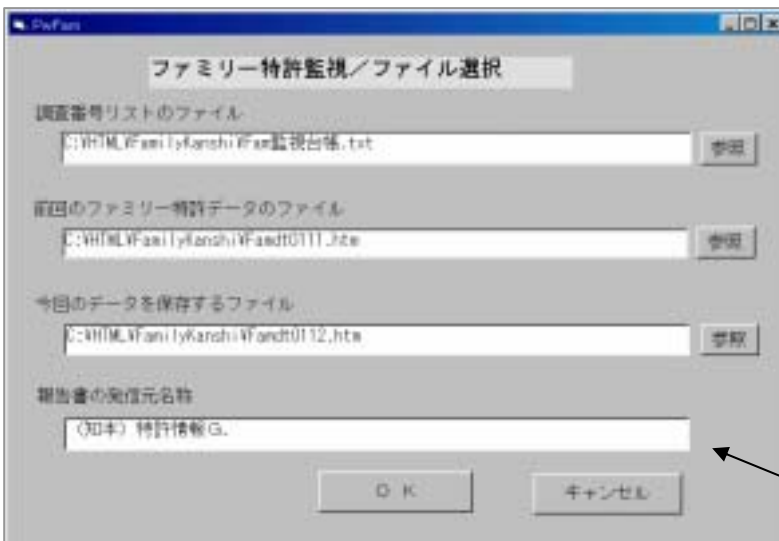 PwFam
ファミリー特許監視／ファイル選択
調査番号リストのファイル
C:¥HTML¥FamilyKanshi¥Fam監視台帳.txt
参照
前回のファミリー特許データのファイル
C:¥HTML¥FamilyKanshi¥Famdt0111.htm
参照
今回のデータを保存するファイル
C:¥HTML¥FamilyKanshi¥Famdt0112.htm
参照
報告書の発信元名称
（知本）特許情報Ｇ.
ＯＫ
キャンセル